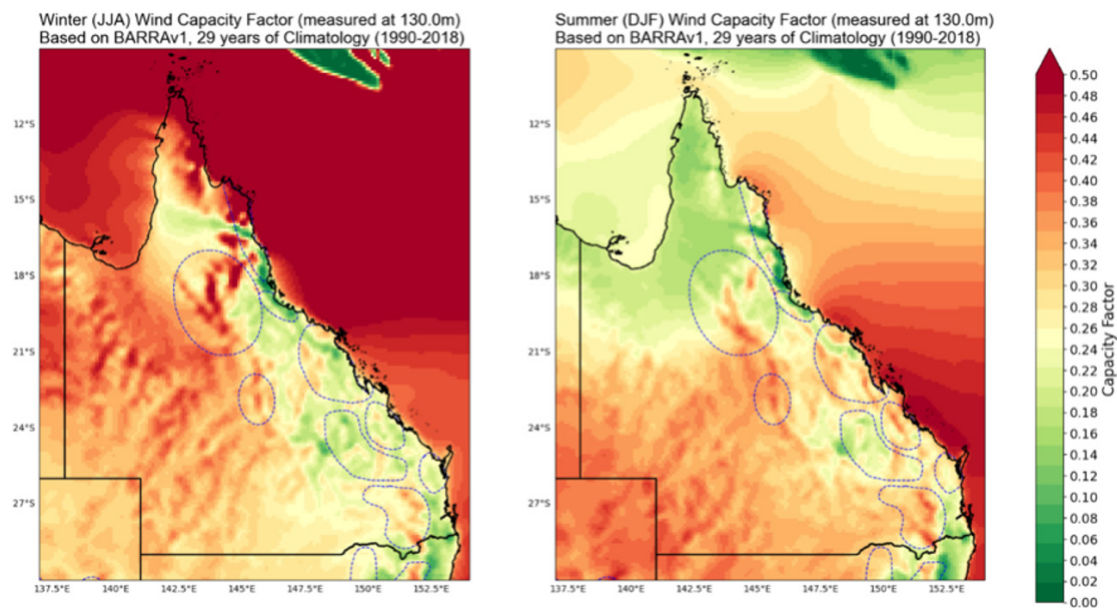 Winter (JJA) Wind Capacity Factor (measured at 130.0m)
Based on BARRAv1, 29 years of Climatology (1990-2018)
12°S
15°S
18°S
21°S
24°S
27°S
137.5°E
140°E
142.5°E
145°E
147.5°E
150°E
152.5°E
Summer (DJF) Wind Capacity Factor (measured at 130.0m)
Based on BARRAv1, 29 years of Climatology (1990-2018)
12°S
15°S
18°S
21°S
24°S
27°S
137.5°E
140°E
142.5°E
145°E
147.5°E
150°E
152.5°E
0.50
0.48
0.46
0.44
0.42
0.40
0.38
0.36
0.34
0.32
0.30
0.28
0.26
0.24
0.22
0.20
0.18
0.16
0.14
0.12
0.10
0.08
0.06
0.04
0.02
0.00
Capacity Factor